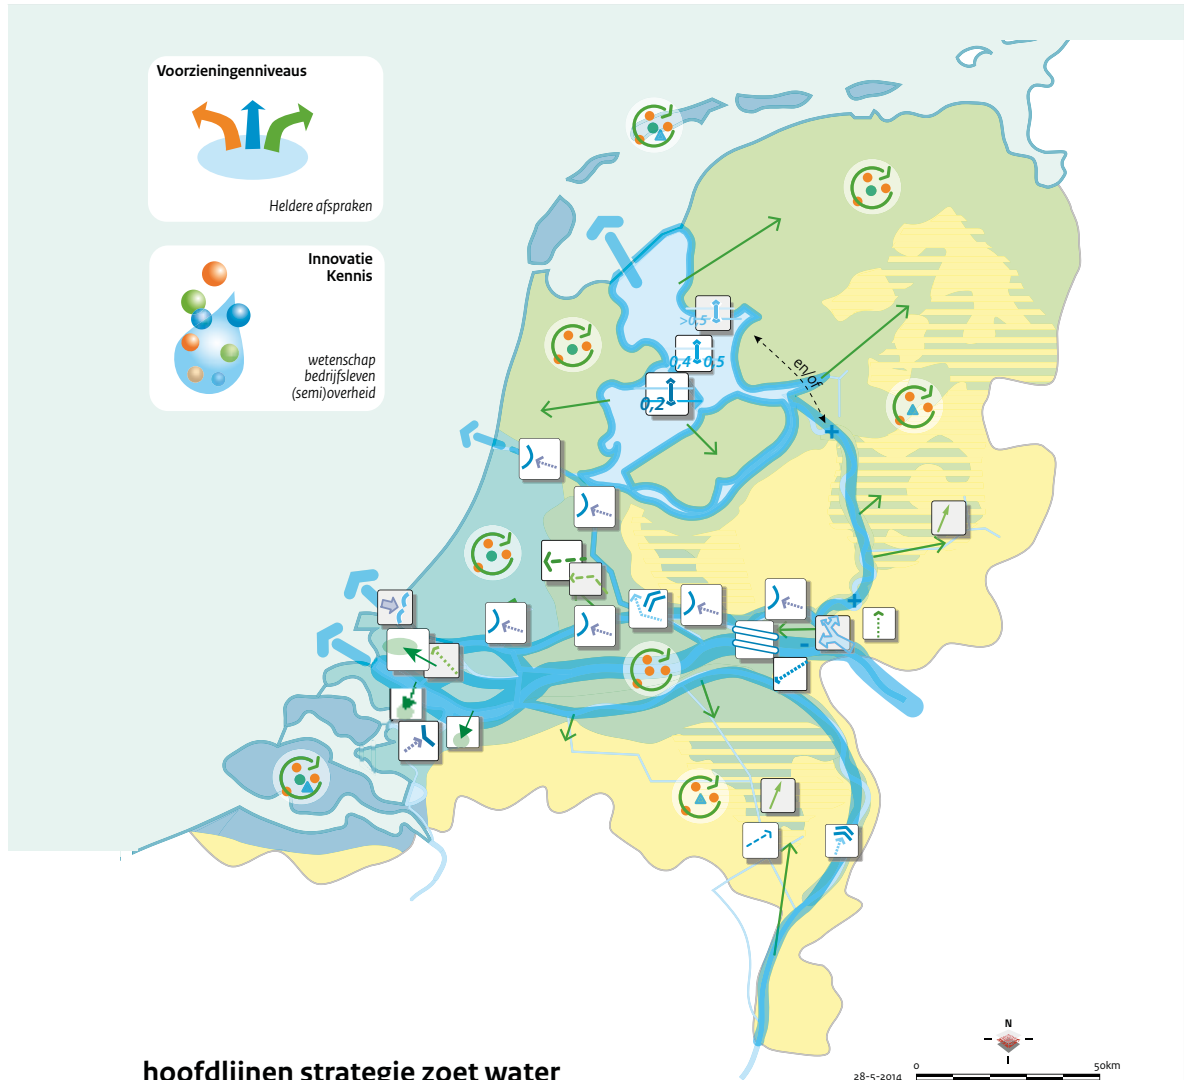 Voorzieningenniveaus
Heldere afspraken
Innovatie
Kennis
wetenschap
bedrijfsleven
(semi)overheid
>0.5
0,4 0.5
0,2
en/of
+
+
-
N
0 50km
28-5-2014
hoofdlijnen strategie zoet water